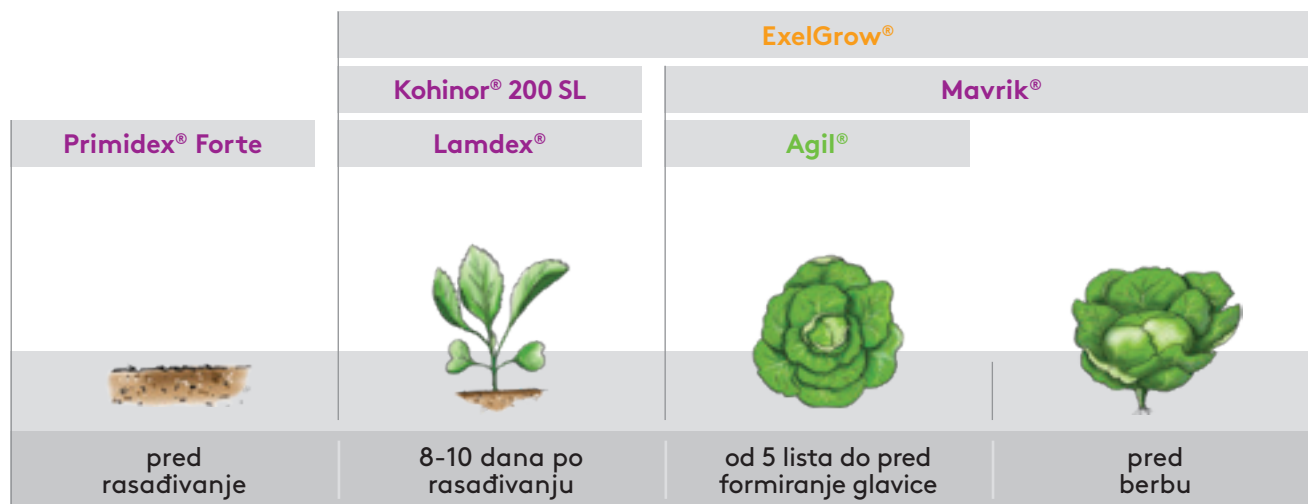 ExelGrow®
Kohinor® 200 SL
Mavrik®
Primidex® Forte
Lamdex®
Agil®
pred
rasađivanje
8-10 dana po
rasađivanju
od 5 lista do pred
formiranje glavice
pred
berbu